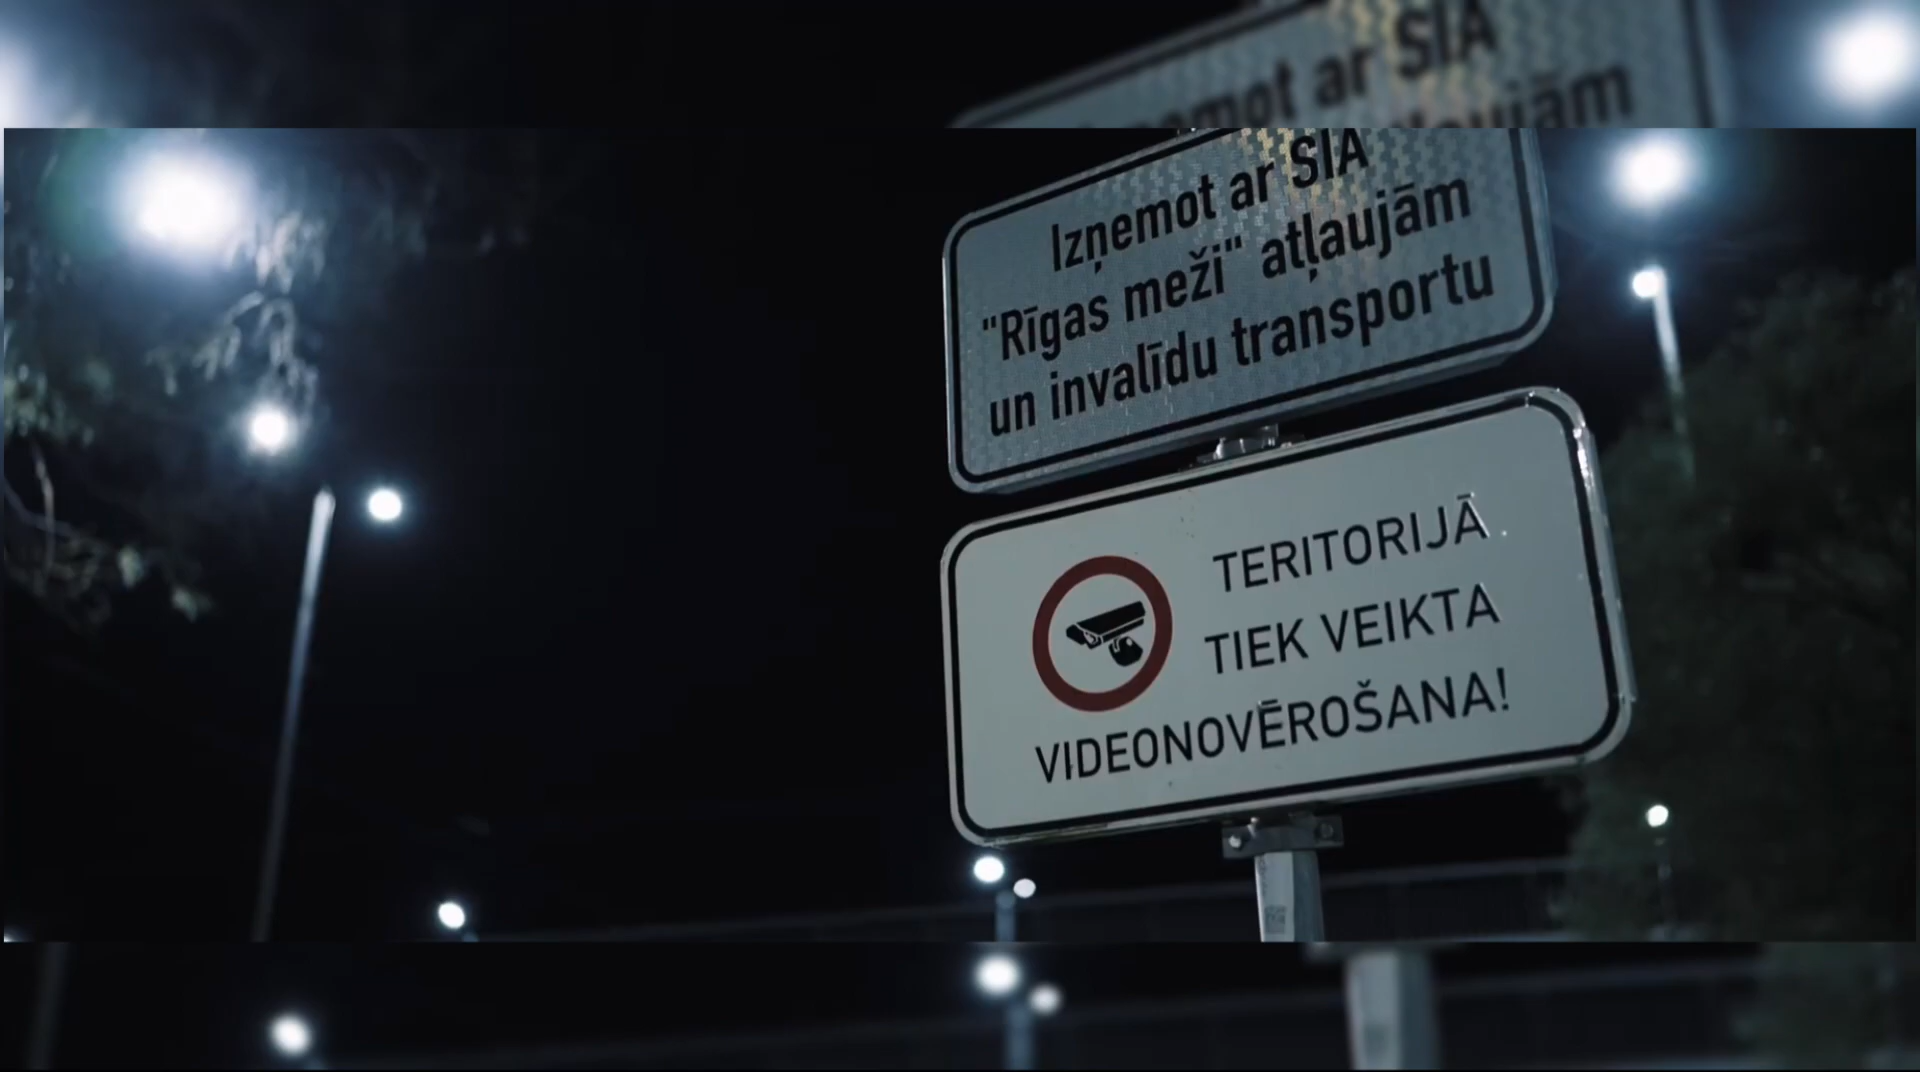 Izņemot ar SIA
"Rīgas meži" atļaujām
un invalīdu transportu
TERITORIJĀ
TIEK VEIKTA
VIDEONOVĒROŠANA!